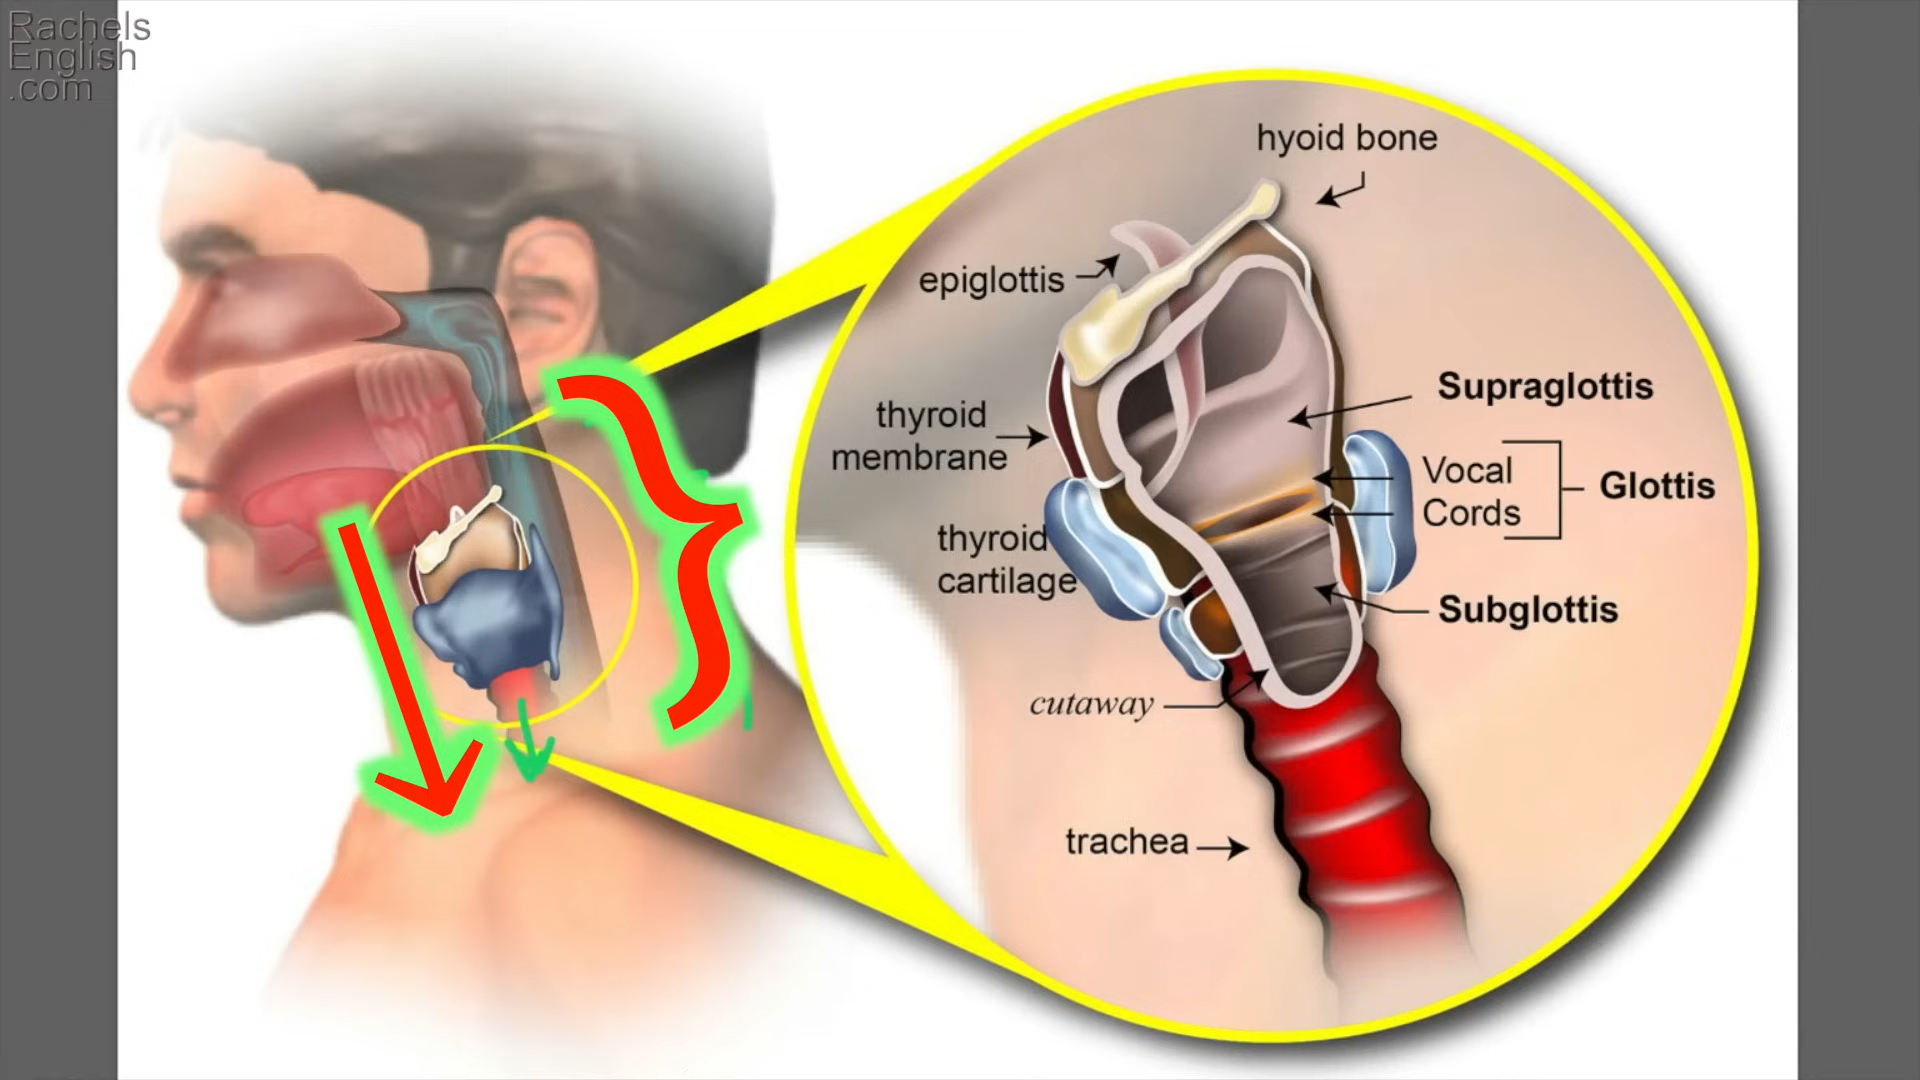 Rachels
English
.com
hyoid bone
epiglottis
Supraglottis
thyroid
membrane
Vocal
Cords
Glottis
thyroid
cartilage
Subglottis
cutaway
trachea